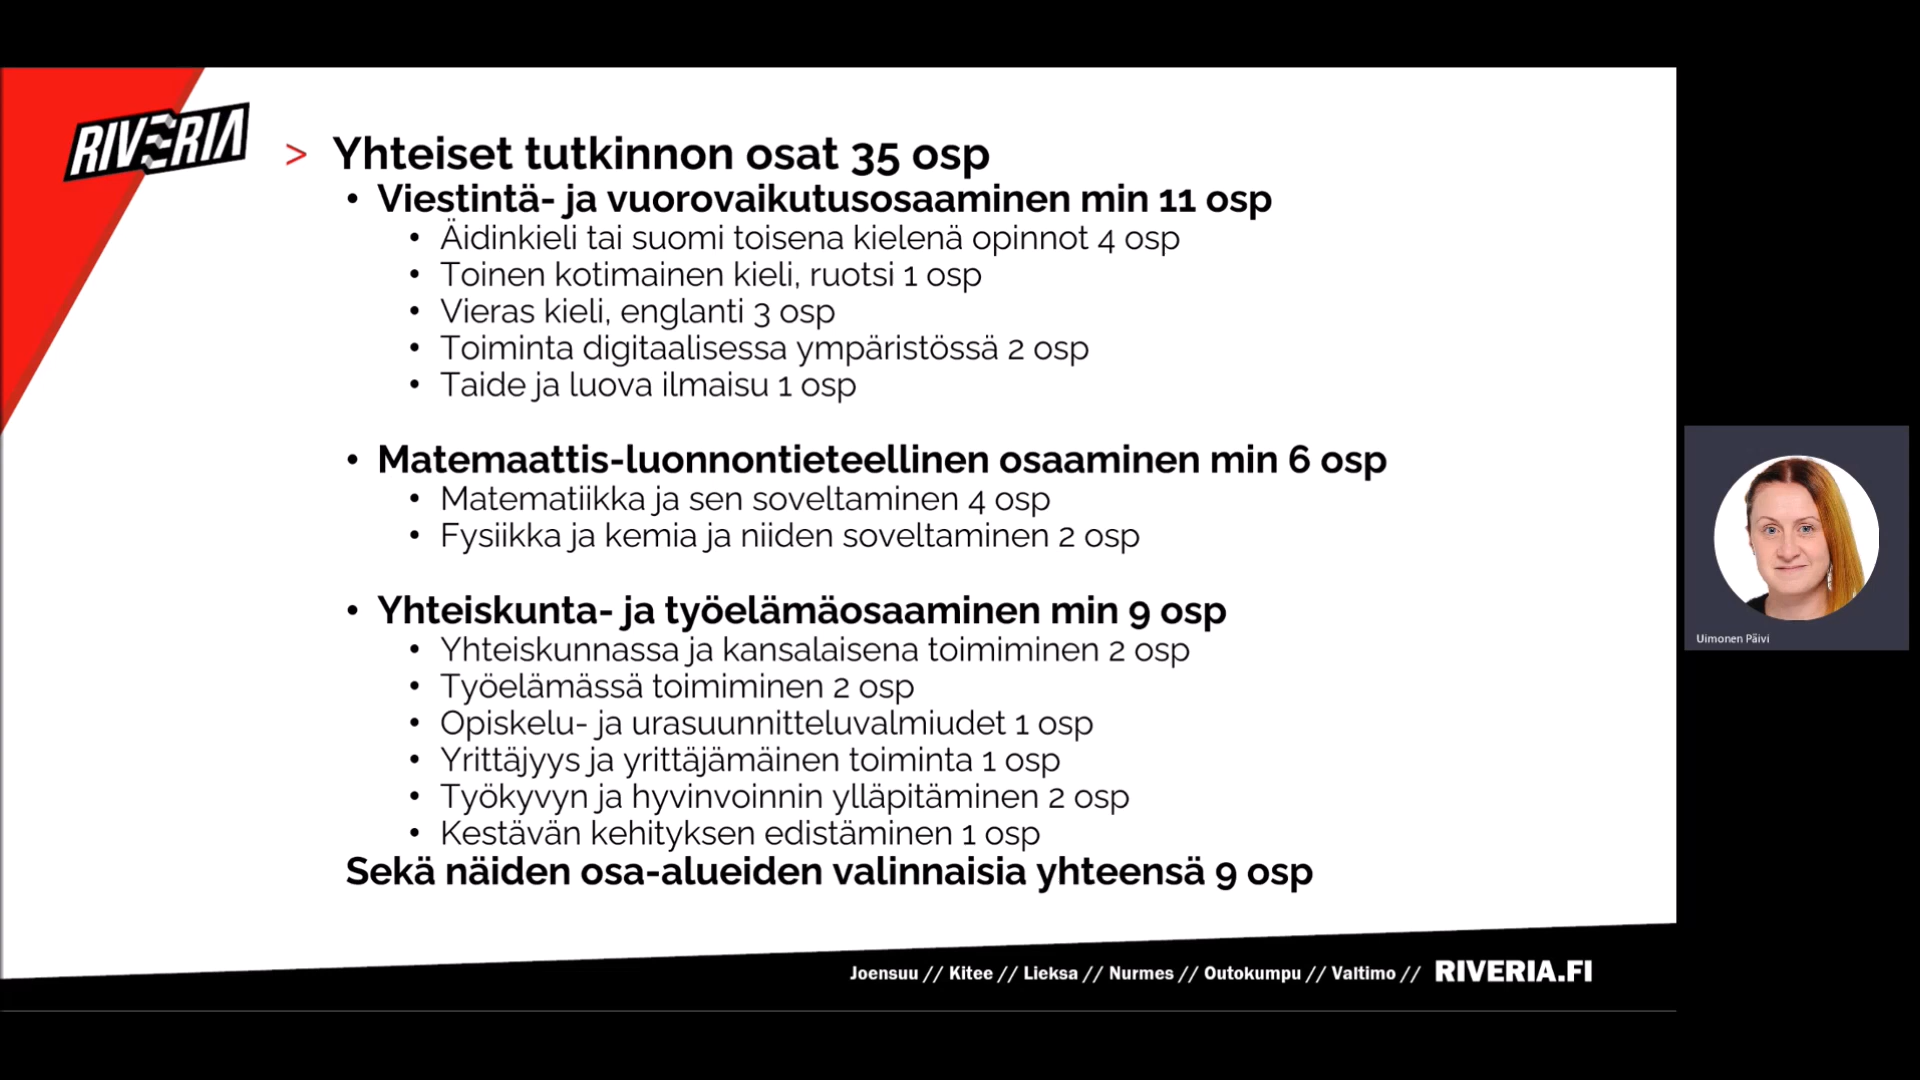 RIVERIA
> Yhteiset tutkinnon osat 35 osp
• Viestintä- ja vuorovaikutusosaaminen min 11 osp
• Äidinkieli tai suomi toisena kielenä opinnot 4 osp
• Toinen kotimainen kieli, ruotsi 1 osp
• Vieras kieli, englanti 3 osp
• Toiminta digitaalisessa ympäristössä 2 osp
• Taide ja luova ilmaisu 1 osp
• Matemaattis-luonnontieteellinen osaaminen min 6 osp
• Matematiikka ja sen soveltaminen 4 osp
• Fysiikka ja kemia ja niiden soveltaminen 2 osp
• Yhteiskunta- ja työelämäosaaminen min 9 osp
• Yhteiskunnassa ja kansalaisena toimiminen 2 osp
• Työelämässä toimiminen 2 osp
• Opiskelu- ja urasuunnitteluvalmiudet 1 osp
• Yrittäjyys ja yrittäjämäinen toiminta 1 osp
• Työkyvyn ja hyvinvoinnin ylläpitäminen 2 osp
• Kestävän kehityksen edistäminen 1 osp
Sekä näiden osa-alueiden valinnaisia yhteensä 9 osp
Joensuu // Kitee // Lieksa // Nurmes // Outokumpu // Valtimo // RIVERIA.FI
Uimonen Päivi